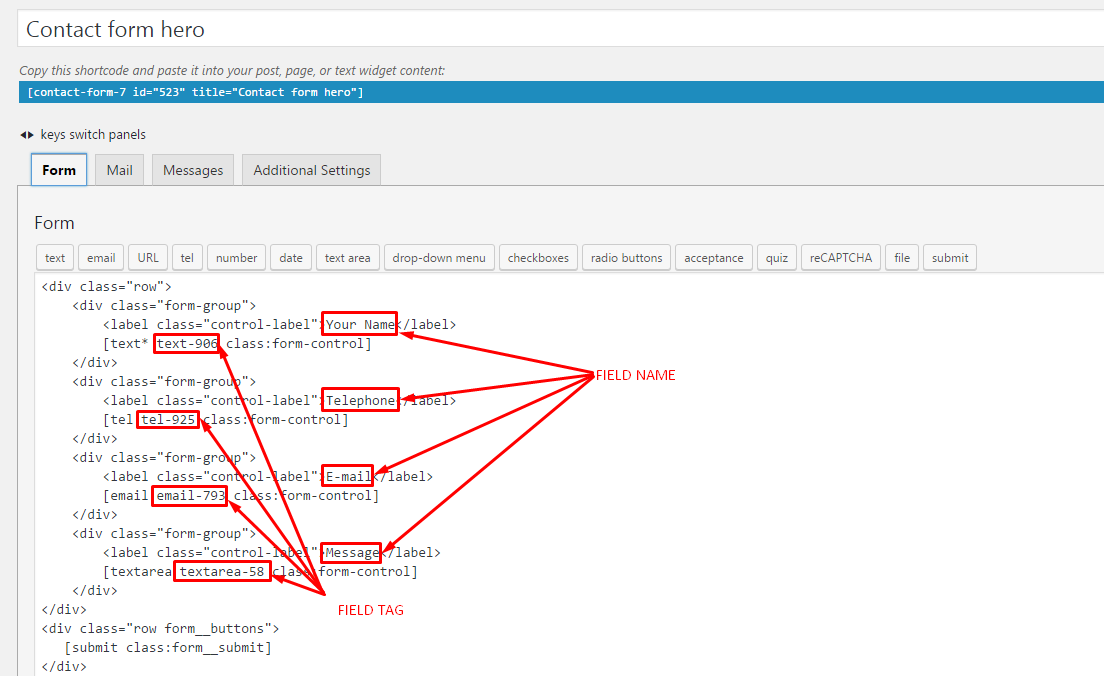 Contact form hero
Copy this shortcode and paste it into your post, page, or text widget content:
[contact-form-7 id="523" title="Contact form hero"]
keys switch panels
Form Mail Messages Additional Settings
Form
text email URL tel number date text area drop-down menu checkboxes radio buttons acceptance quiz reCAPTCHA file submit
<div class="row">
<div class="form-group">
<label class="control-label">Your Name</label>
[text* text-906 class:form-control]
</div>
<div class="form-group">
FIELD NAME
<label class="control-label">Telephone</label>
[tel tel-925 class:form-control]
</div>
<div class="form-group">
<label class="control-label">E-mail</label>
[email email-793 class:form-control]
</div>
<div class="form-group">
<label class="control-label">Message</label>
[textarea textarea-58 class:form-control]
</div>
</div>
FIELD TAG
<div class="row form__buttons">
[submit class:form__submit]
</div>